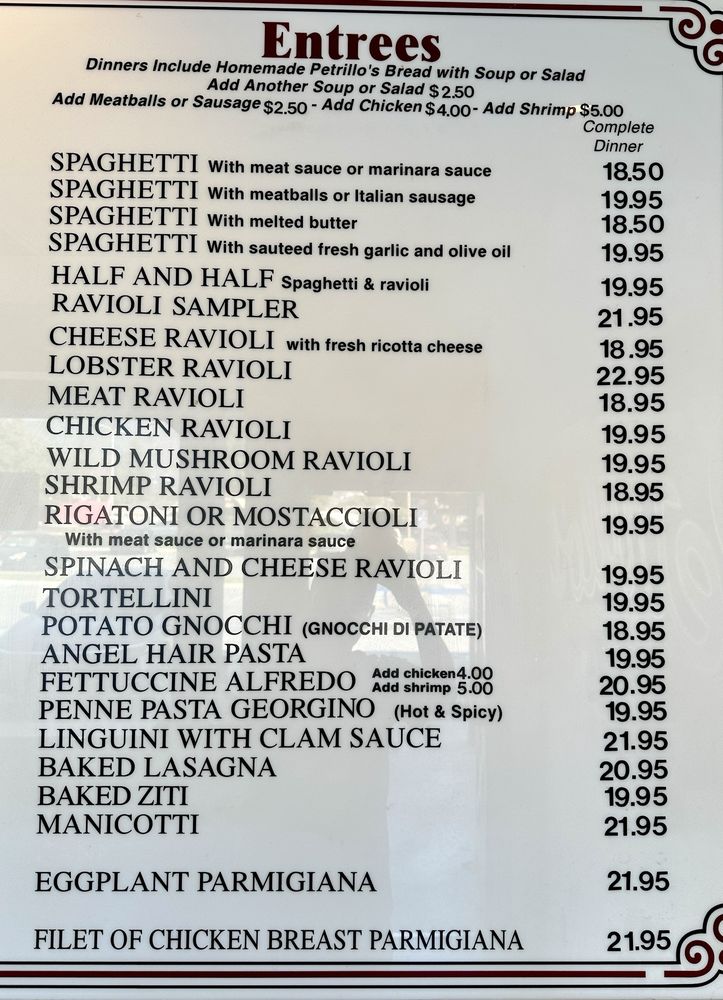 Entrees
Dinners Include Homemade Petrillo's Bread with Soup or Salad
Add Another Soup or Salad $2.50
Add Meatballs or Sausage $2.50 - Add Chicken $4.00 - Add Shrimp $5.00
Complete
Dinner
SPAGHETTI With meat sauce or marinara sauce 18.50
SPAGHETTI With meatballs or Italian sausage 19.95
SPAGHETTI With melted butter 18.50
SPAGHETTI With sauteed fresh garlic and olive oil 19.95
HALF AND HALF Spaghetti & ravioli 19.95
RAVIOLI SAMPLER 21.95
CHEESE RAVIOLI with fresh ricotta cheese 18.95
LOBSTER RAVIOLI 22.95
MEAT RAVIOLI 18.95
CHICKEN RAVIOLI 19.95
WILD MUSHROOM RAVIOLI 19.95
SHRIMP RAVIOLI 18.95
RIGATONI OR MOSTACCIOLI 19.95
With meat sauce or marinara sauce
SPINACH AND CHEESE RAVIOLI 19.95
TORTELLINI 19.95
POTATO GNOCCHI (GNOCCHI DI PATATE) 18.95
ANGEL HAIR PASTA 19.95
FETTUCCINE ALFREDO Add chicken 4.00 20.95
Add shrimp 5.00
PENNE PASTA GEORGINO (Hot & Spicy) 19.95
LINGUINI WITH CLAM SAUCE 21.95
BAKED LASAGNA 20.95
BAKED ZITI 19.95
MANICOTTI 21.95
EGGPLANT PARMIGIANA 21.95
FILET OF CHICKEN BREAST PARMIGIANA 21.95